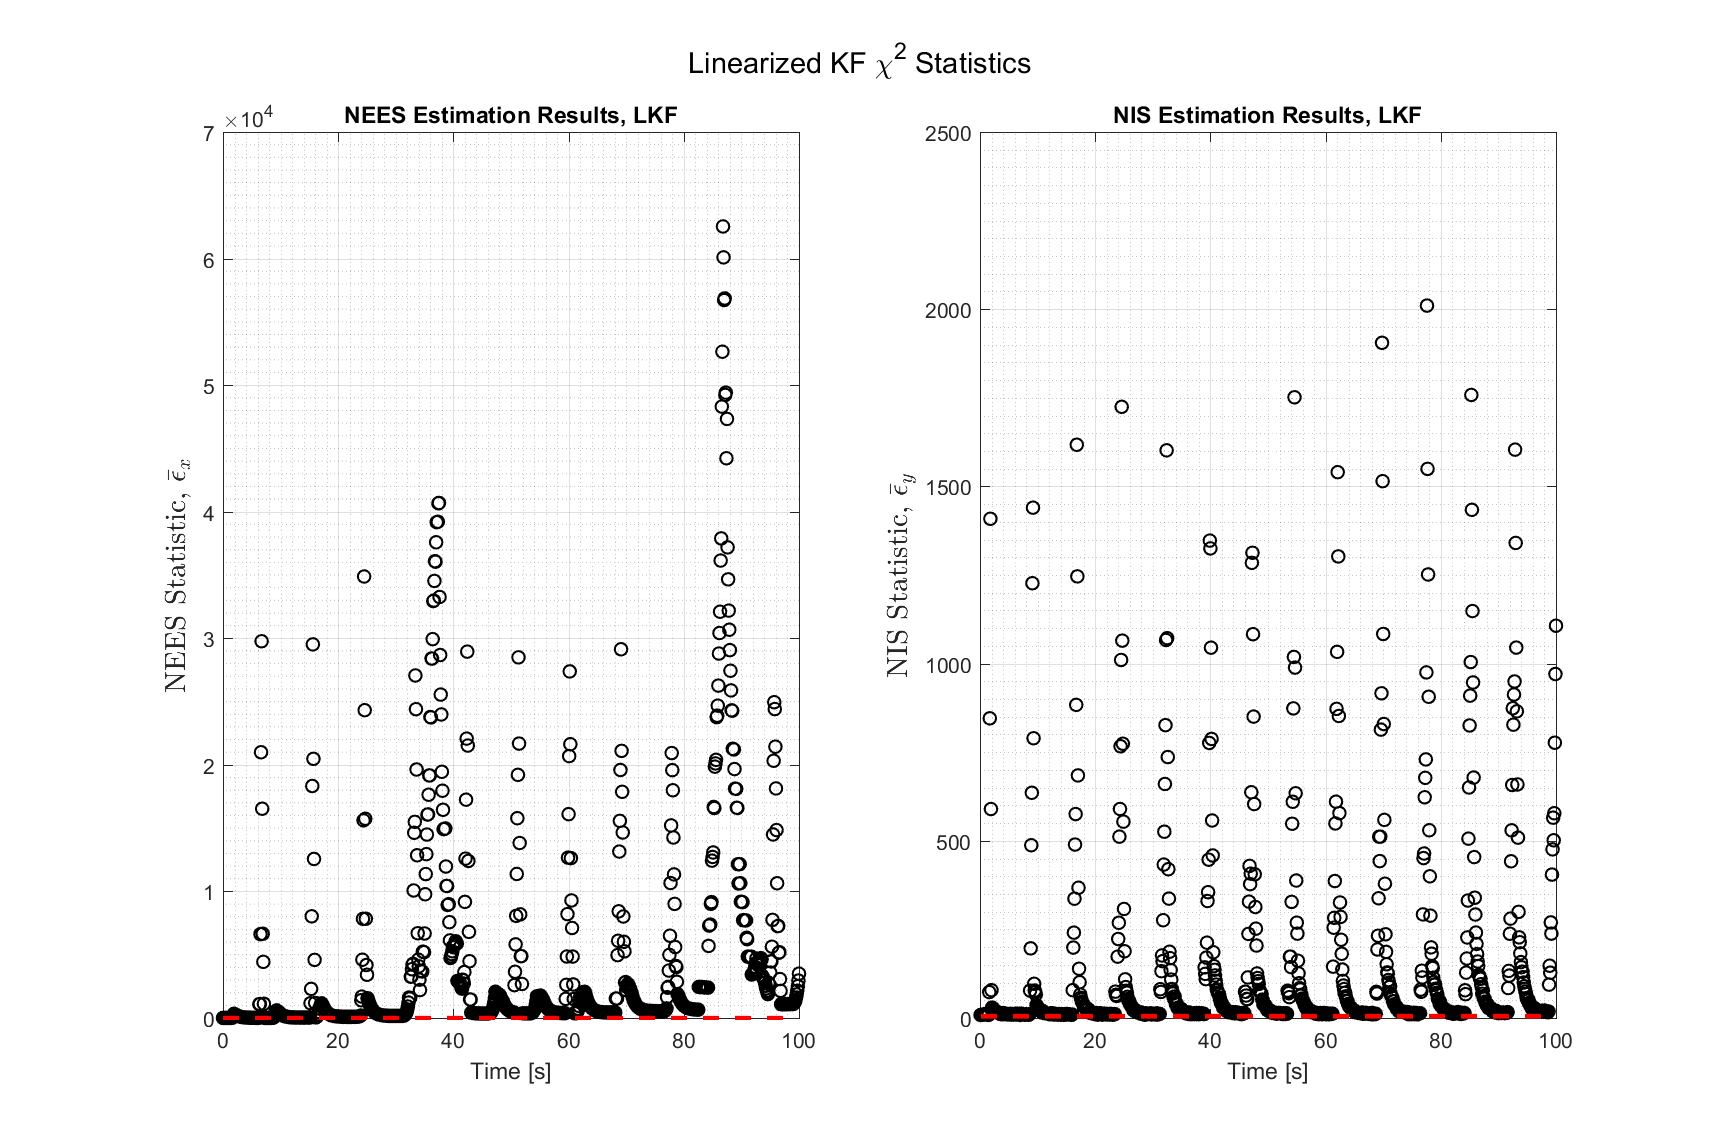 Linearized KF χ² Statistics
NEES Estimation Results, LKF
×10⁴
7
6
5
4
3
2
1
0
0 20 40 60 80 100
Time [s]
NEES Statistic, ε̄ₓ
NIS Estimation Results, LKF
2500
2000
1500
1000
500
0
0 20 40 60 80 100
Time [s]
NIS Statistic, ε̄_y